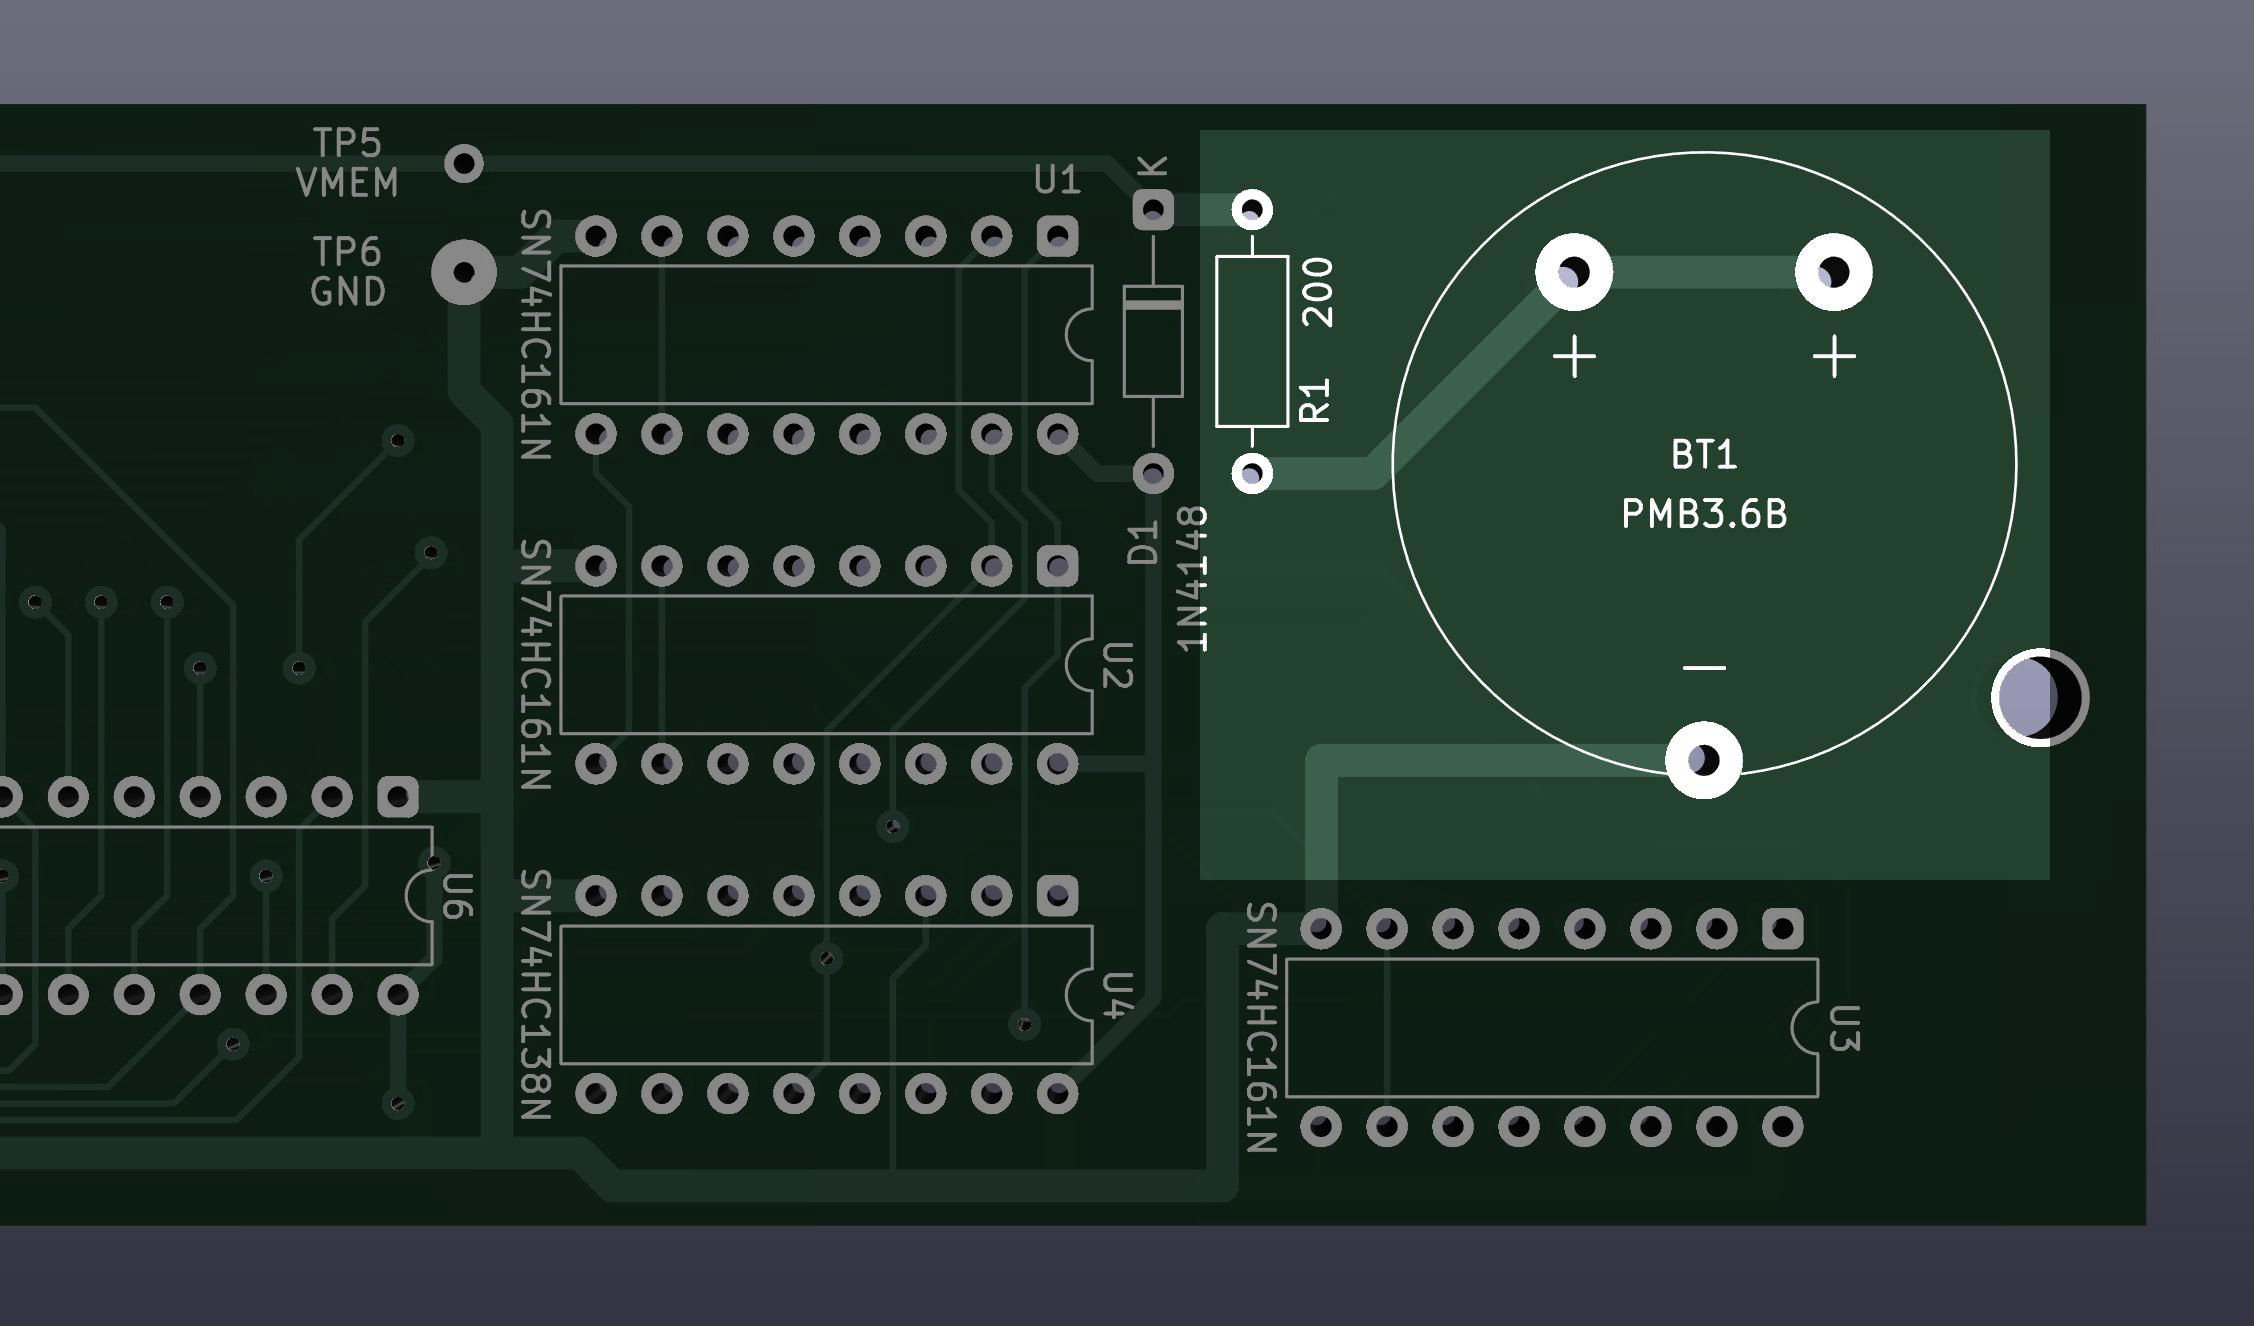 TP5
VMEM
TP6
GND
U1
K
SN74HC161N
200
R1
+
+
BT1
PMB3.6B
−
D1
1N4148
SN74HC161N
U2
U6
SN74HC138N
U4
SN74HC161N
U3